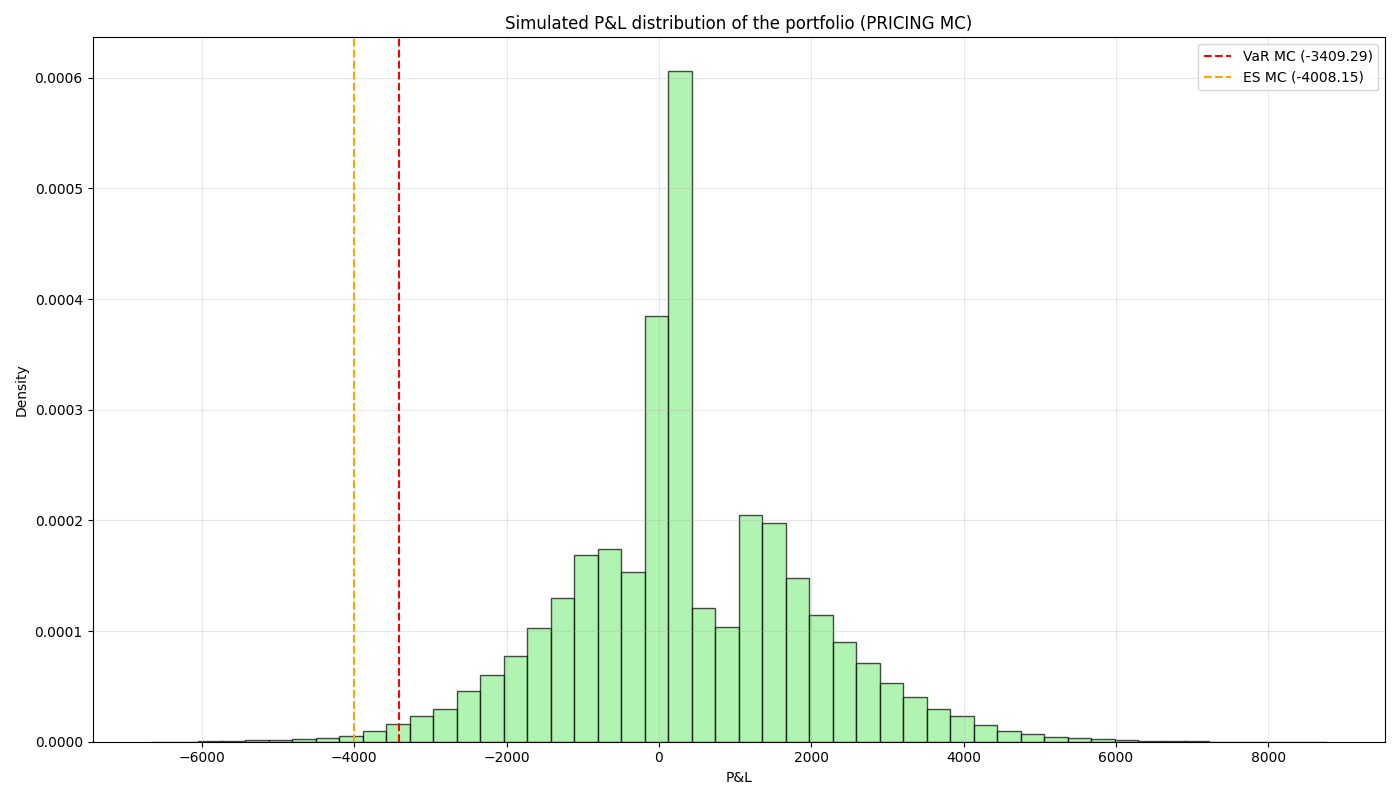 Simulated P&L distribution of the portfolio (PRICING MC)
VaR MC (-3409.29)
ES MC (-4008.15)
Density
0.0006
0.0005
0.0004
0.0003
0.0002
0.0001
0.0000
−6000 −4000 −2000 0 2000 4000 6000 8000
P&L